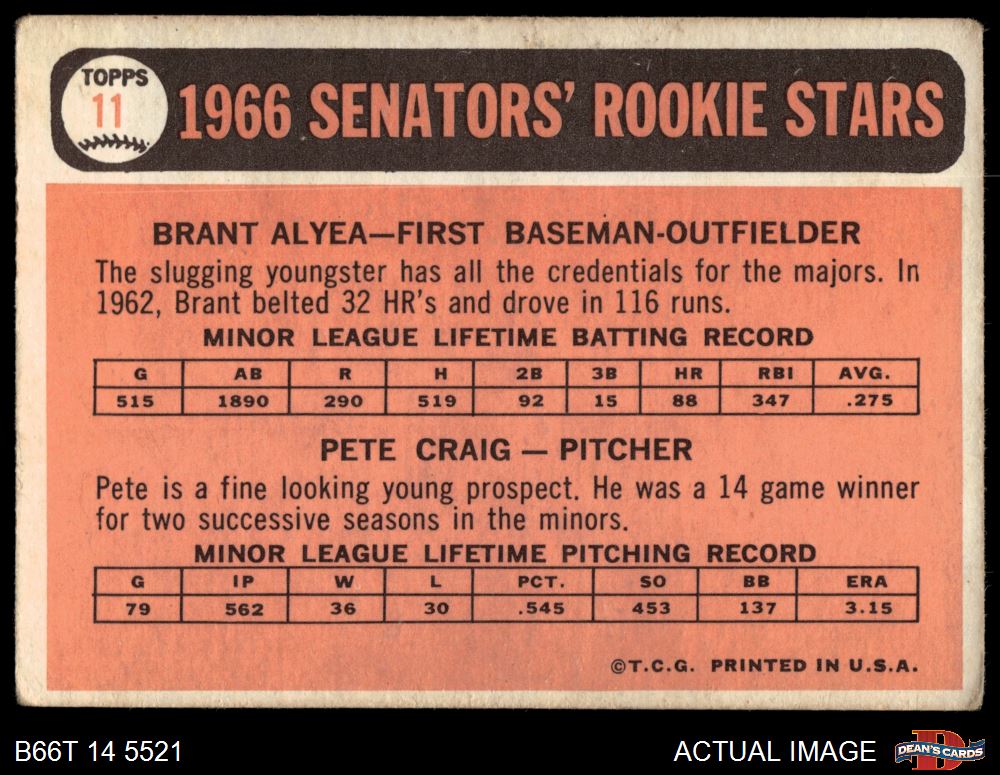 TOPPS
11
1966 SENATORS' ROOKIE STARS
BRANT ALYEA—FIRST BASEMAN-OUTFIELDER
The slugging youngster has all the credentials for the majors. In
1962, Brant belted 32 HR's and drove in 116 runs.
MINOR LEAGUE LIFETIME BATTING RECORD
G AB R H 2B 3B HR RBI AVG.
515 1890 290 519 92 15 88 347 .275
PETE CRAIG — PITCHER
Pete is a fine looking young prospect. He was a 14 game winner
for two successive seasons in the minors.
MINOR LEAGUE LIFETIME PITCHING RECORD
G IP W L PCT. SO BB ERA
79 562 36 30 .545 453 137 3.15
©T.C.G. PRINTED IN U.S.A.
B66T 14 5521 ACTUAL IMAGE D DEAN'S CARDS